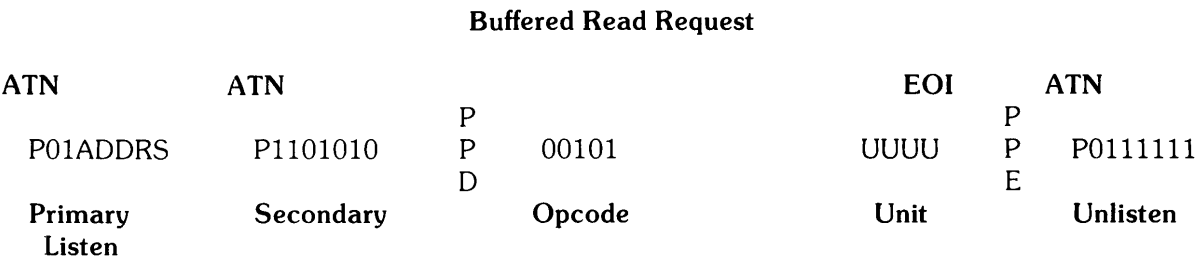 Buffered Read Request
ATN ATN EOI ATN
P P
P01ADDRS P1101010 P 00101 UUUU P P0111111
D E
Primary Secondary Opcode Unit Unlisten
Listen